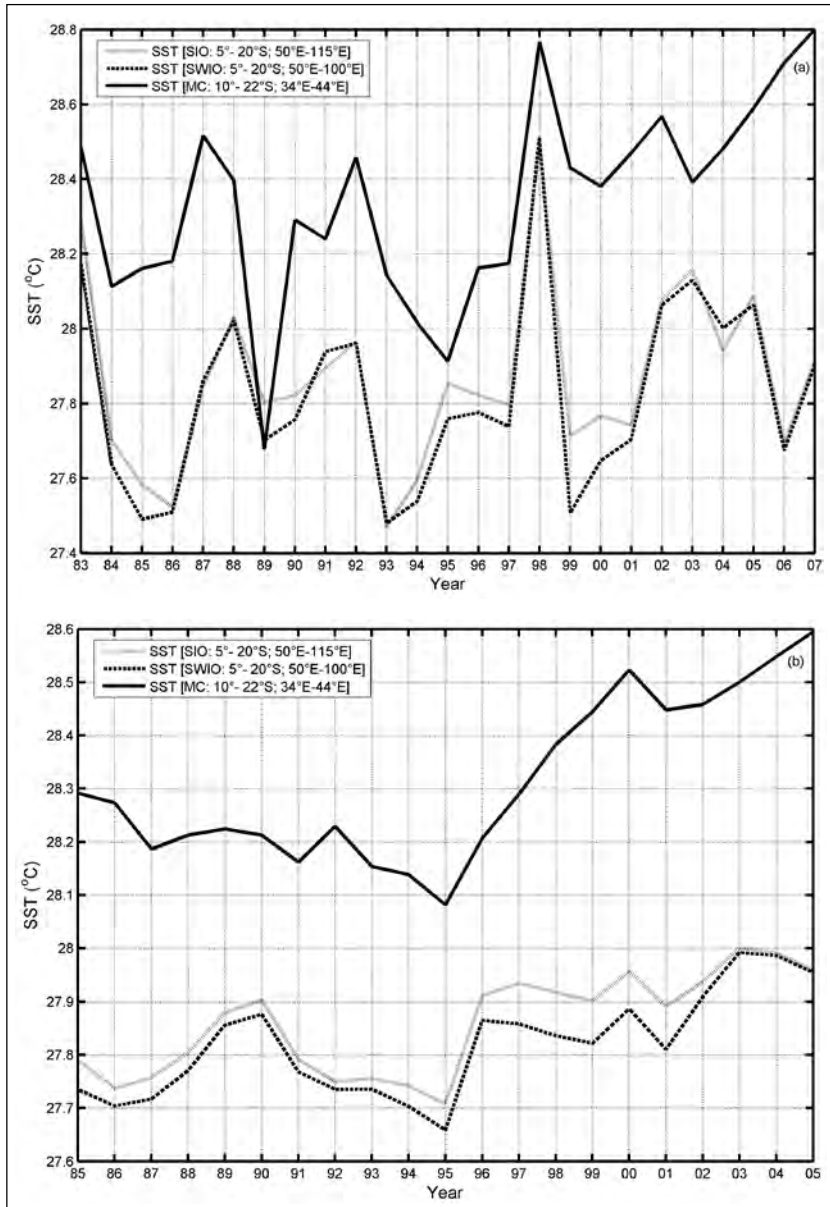 28.8
28.6
28.4
28.2
28
27.8
27.6
27.4
SST (°C)
SST [SIO: 5°- 20°S; 50°E-115°E]
SST [SWIO: 5°- 20°S; 50°E-100°E]
SST [MC: 10°- 22°S; 34°E-44°E]
(a)
83 84 85 86 87 88 89 90 91 92 93 94 95 96 97 98 99 00 01 02 03 04 05 06 07
Year
28.6
28.5
28.4
28.3
28.2
28.1
28
27.9
27.8
27.7
27.6
SST (°C)
SST [SIO: 5°- 20°S; 50°E-115°E]
SST [SWIO: 5°- 20°S; 50°E-100°E]
SST [MC: 10°- 22°S; 34°E-44°E]
(b)
85 86 87 88 89 90 91 92 93 94 95 96 97 98 99 00 01 02 03 04 05
Year